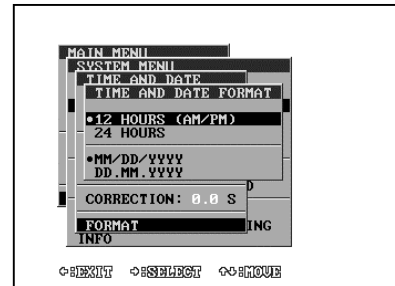 MAIN MENU
SYSTEM MENU
TIME AND DATE
TIME AND DATE FORMAT
•12 HOURS (AM/PM)
24 HOURS
•MM/DD/YYYY
DD.MM.YYYY
D
CORRECTION: 0.0 S
FORMAT ING
INFO
⇦:EXIT ⇨:SELECT ⇧⇩:MOVE